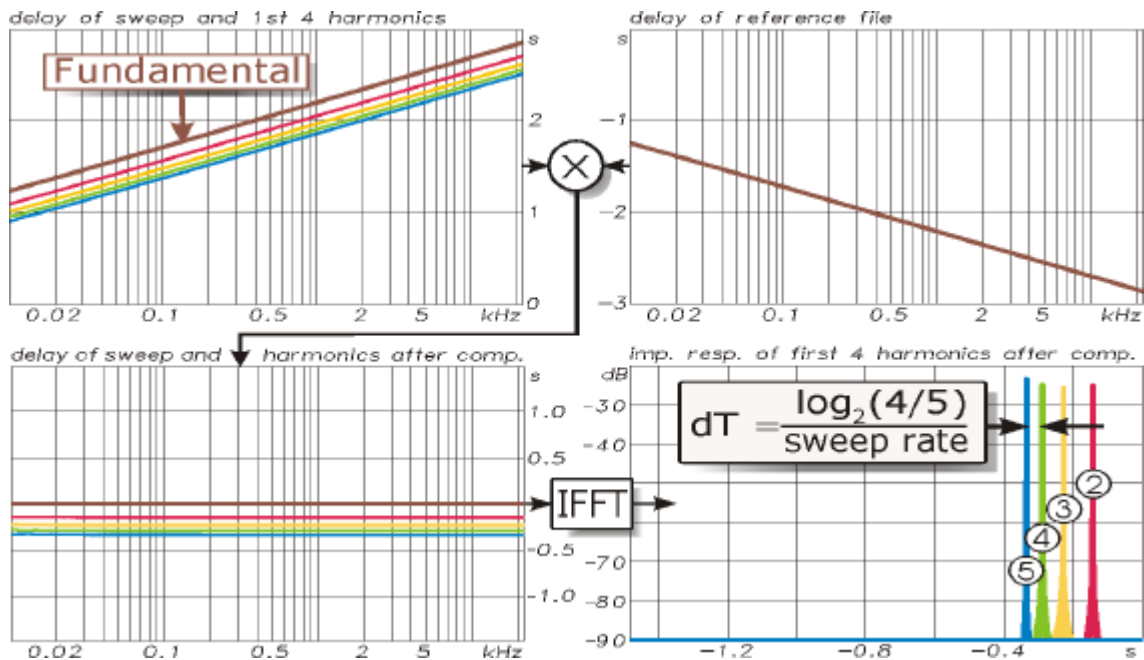 delay of sweep and 1st 4 harmonics
s
Fundamental
2
1
0
0.02 0.1 0.5 1 2 5 kHz
X
delay of reference file
s
-1
-2
-3
0.02 0.1 0.5 1 2 5 kHz
delay of sweep and harmonics after comp.
s
1.0
0.5
-0.5
-1.0
0.02 0.1 0.5 1 2 5 kHz
IFFT
imp. resp. of first 4 harmonics after comp.
dB
-30
-40
-70
-80
-90
dT = log₂(4/5) / sweep rate
2
3
4
5
-1.2 -0.8 -0.4 s